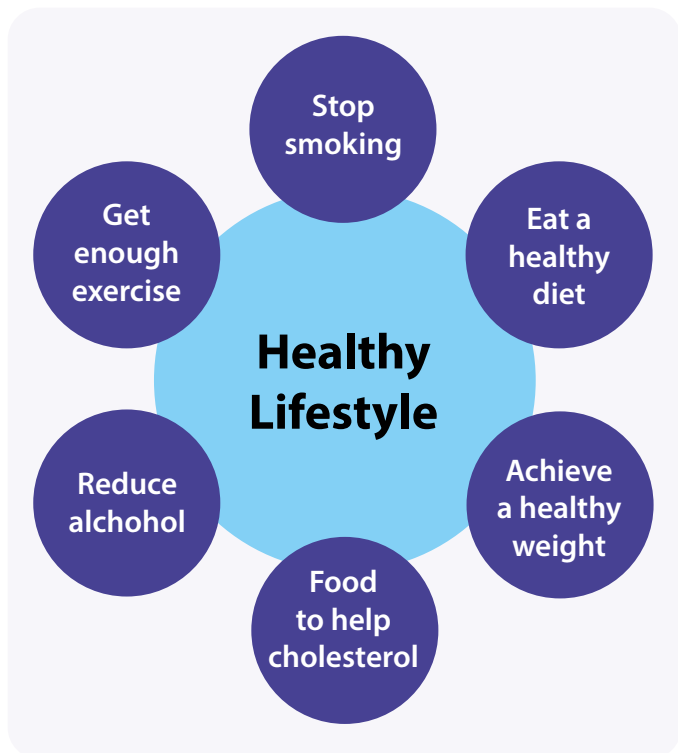 Stop
smoking
Eat a
healthy
diet
Achieve
a healthy
weight
Food
to help
cholesterol
Reduce
alchohol
Get
enough
exercise
Healthy
Lifestyle